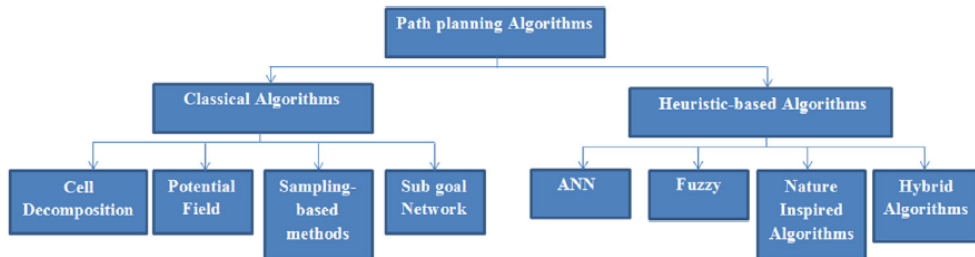 Path planning Algorithms
Classical Algorithms
Heuristic-based Algorithms
Cell
Decomposition
Potential
Field
Sampling-
based
methods
Sub goal
Network
ANN
Fuzzy
Nature
Inspired
Algorithms
Hybrid
Algorithms